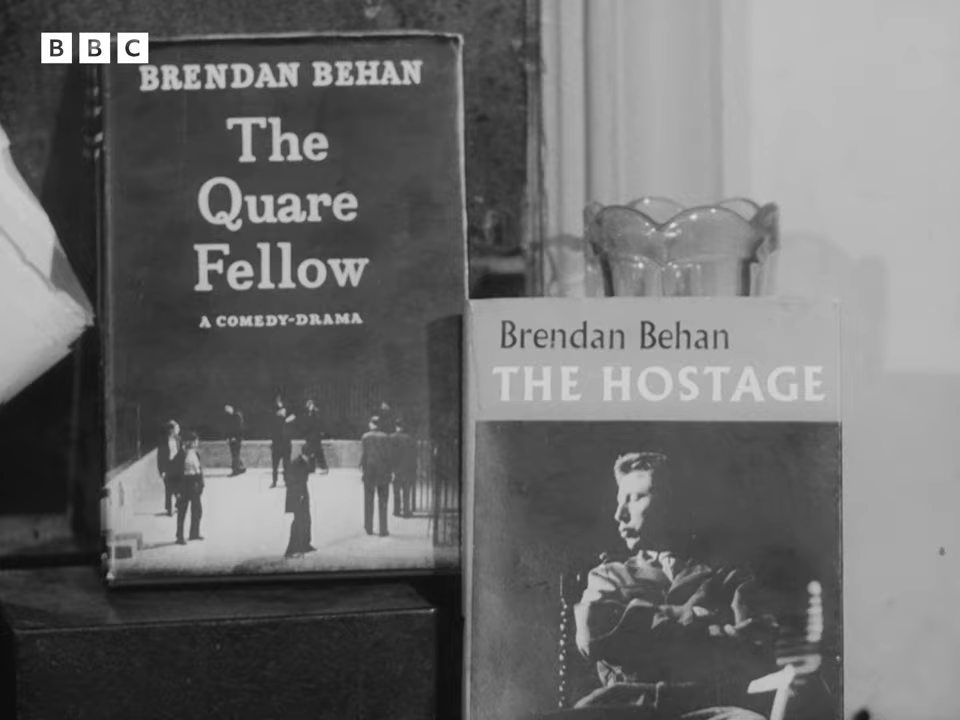 BBC
BRENDAN BEHAN
The
Quare
Fellow
A COMEDY-DRAMA
Brendan Behan
THE HOSTAGE